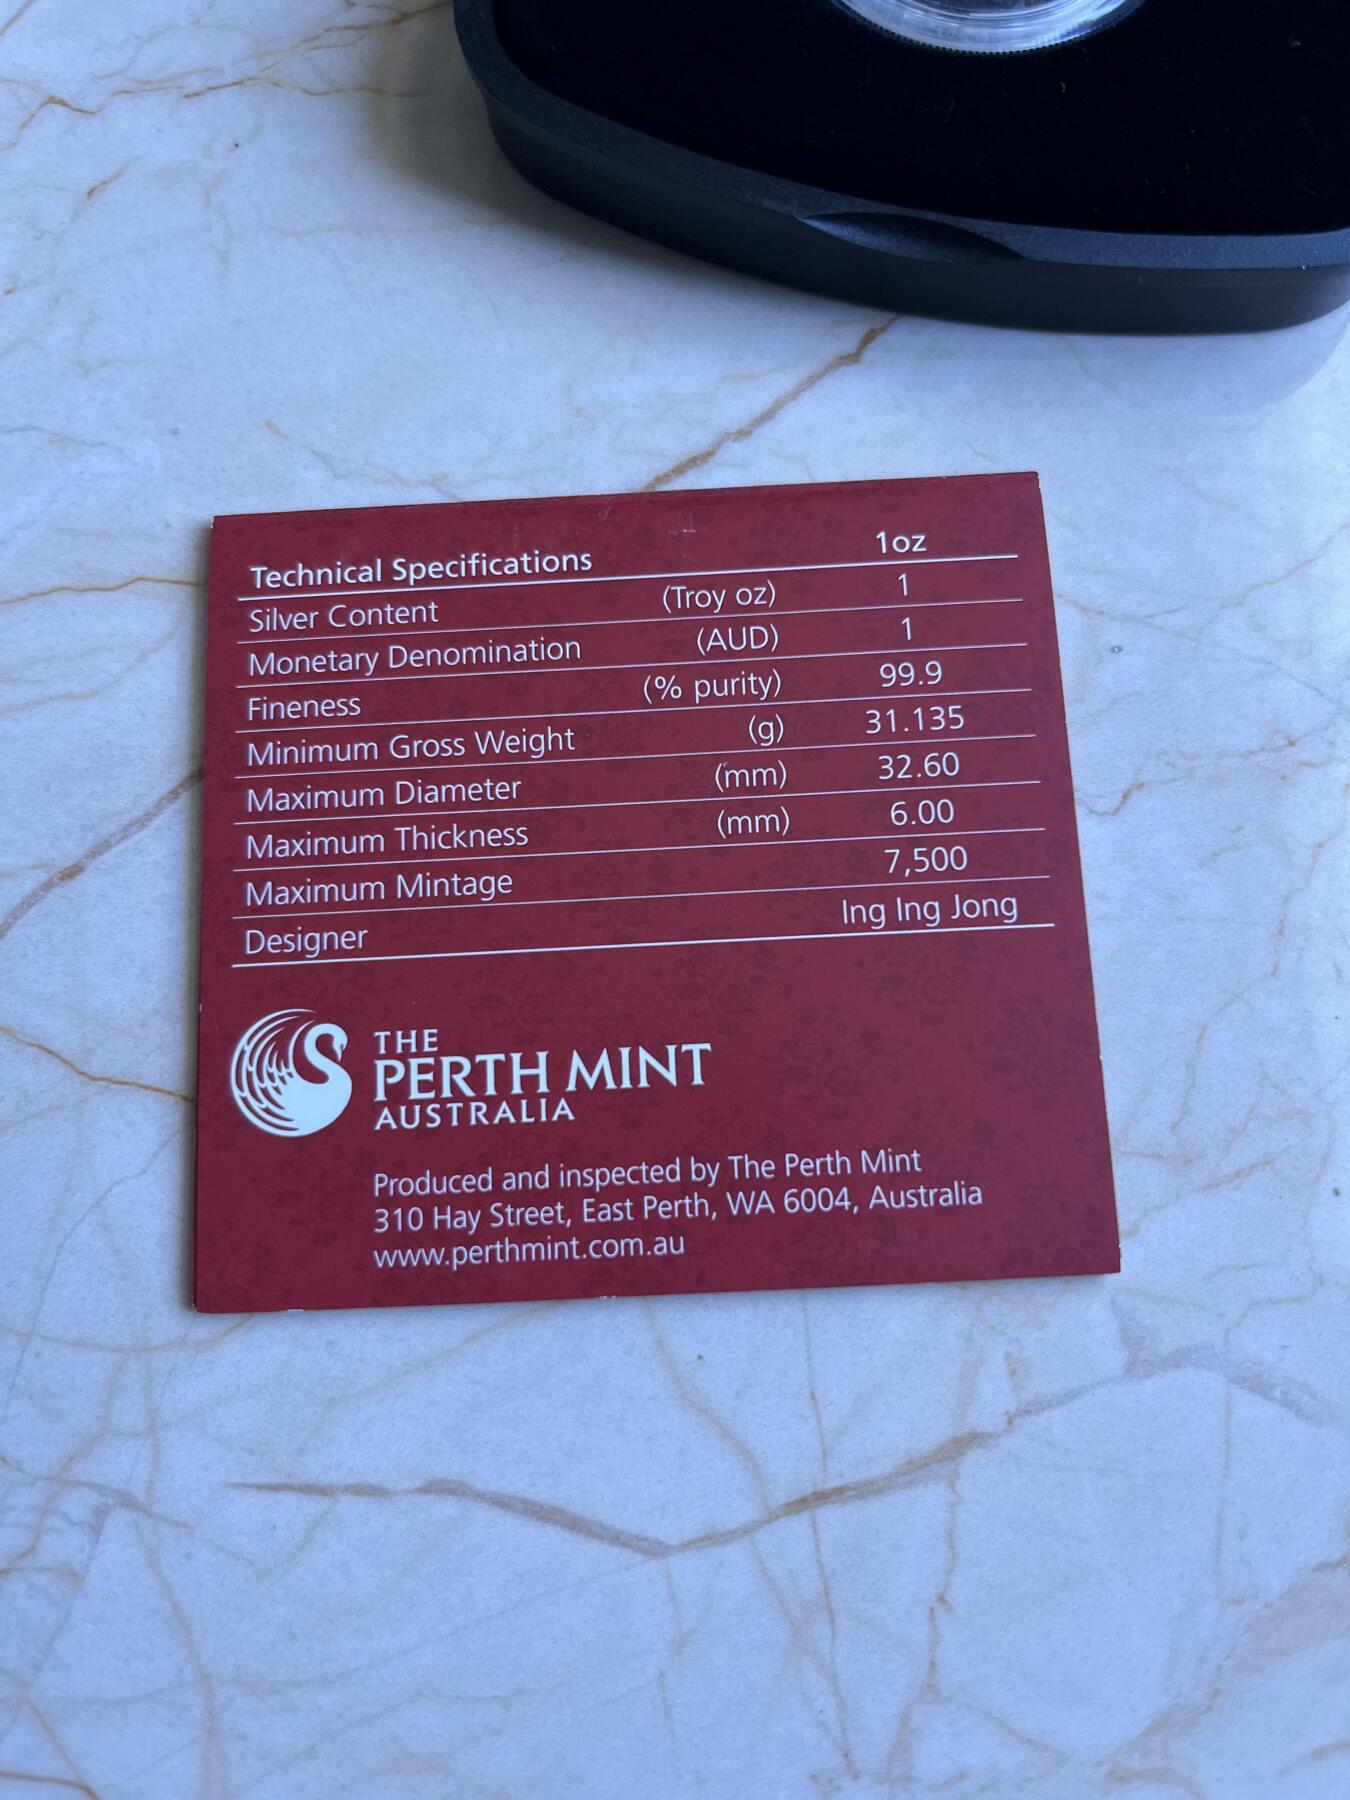 Technical Specifications 1oz
Silver Content (Troy oz) 1
Monetary Denomination (AUD) 1
Fineness (% purity) 99.9
Minimum Gross Weight (g) 31.135
Maximum Diameter (mm) 32.60
Maximum Thickness (mm) 6.00
Maximum Mintage 7,500
Designer Ing Ing Jong
THE
PERTH MINT
AUSTRALIA
Produced and inspected by The Perth Mint
310 Hay Street, East Perth, WA 6004, Australia
www.perthmint.com.au